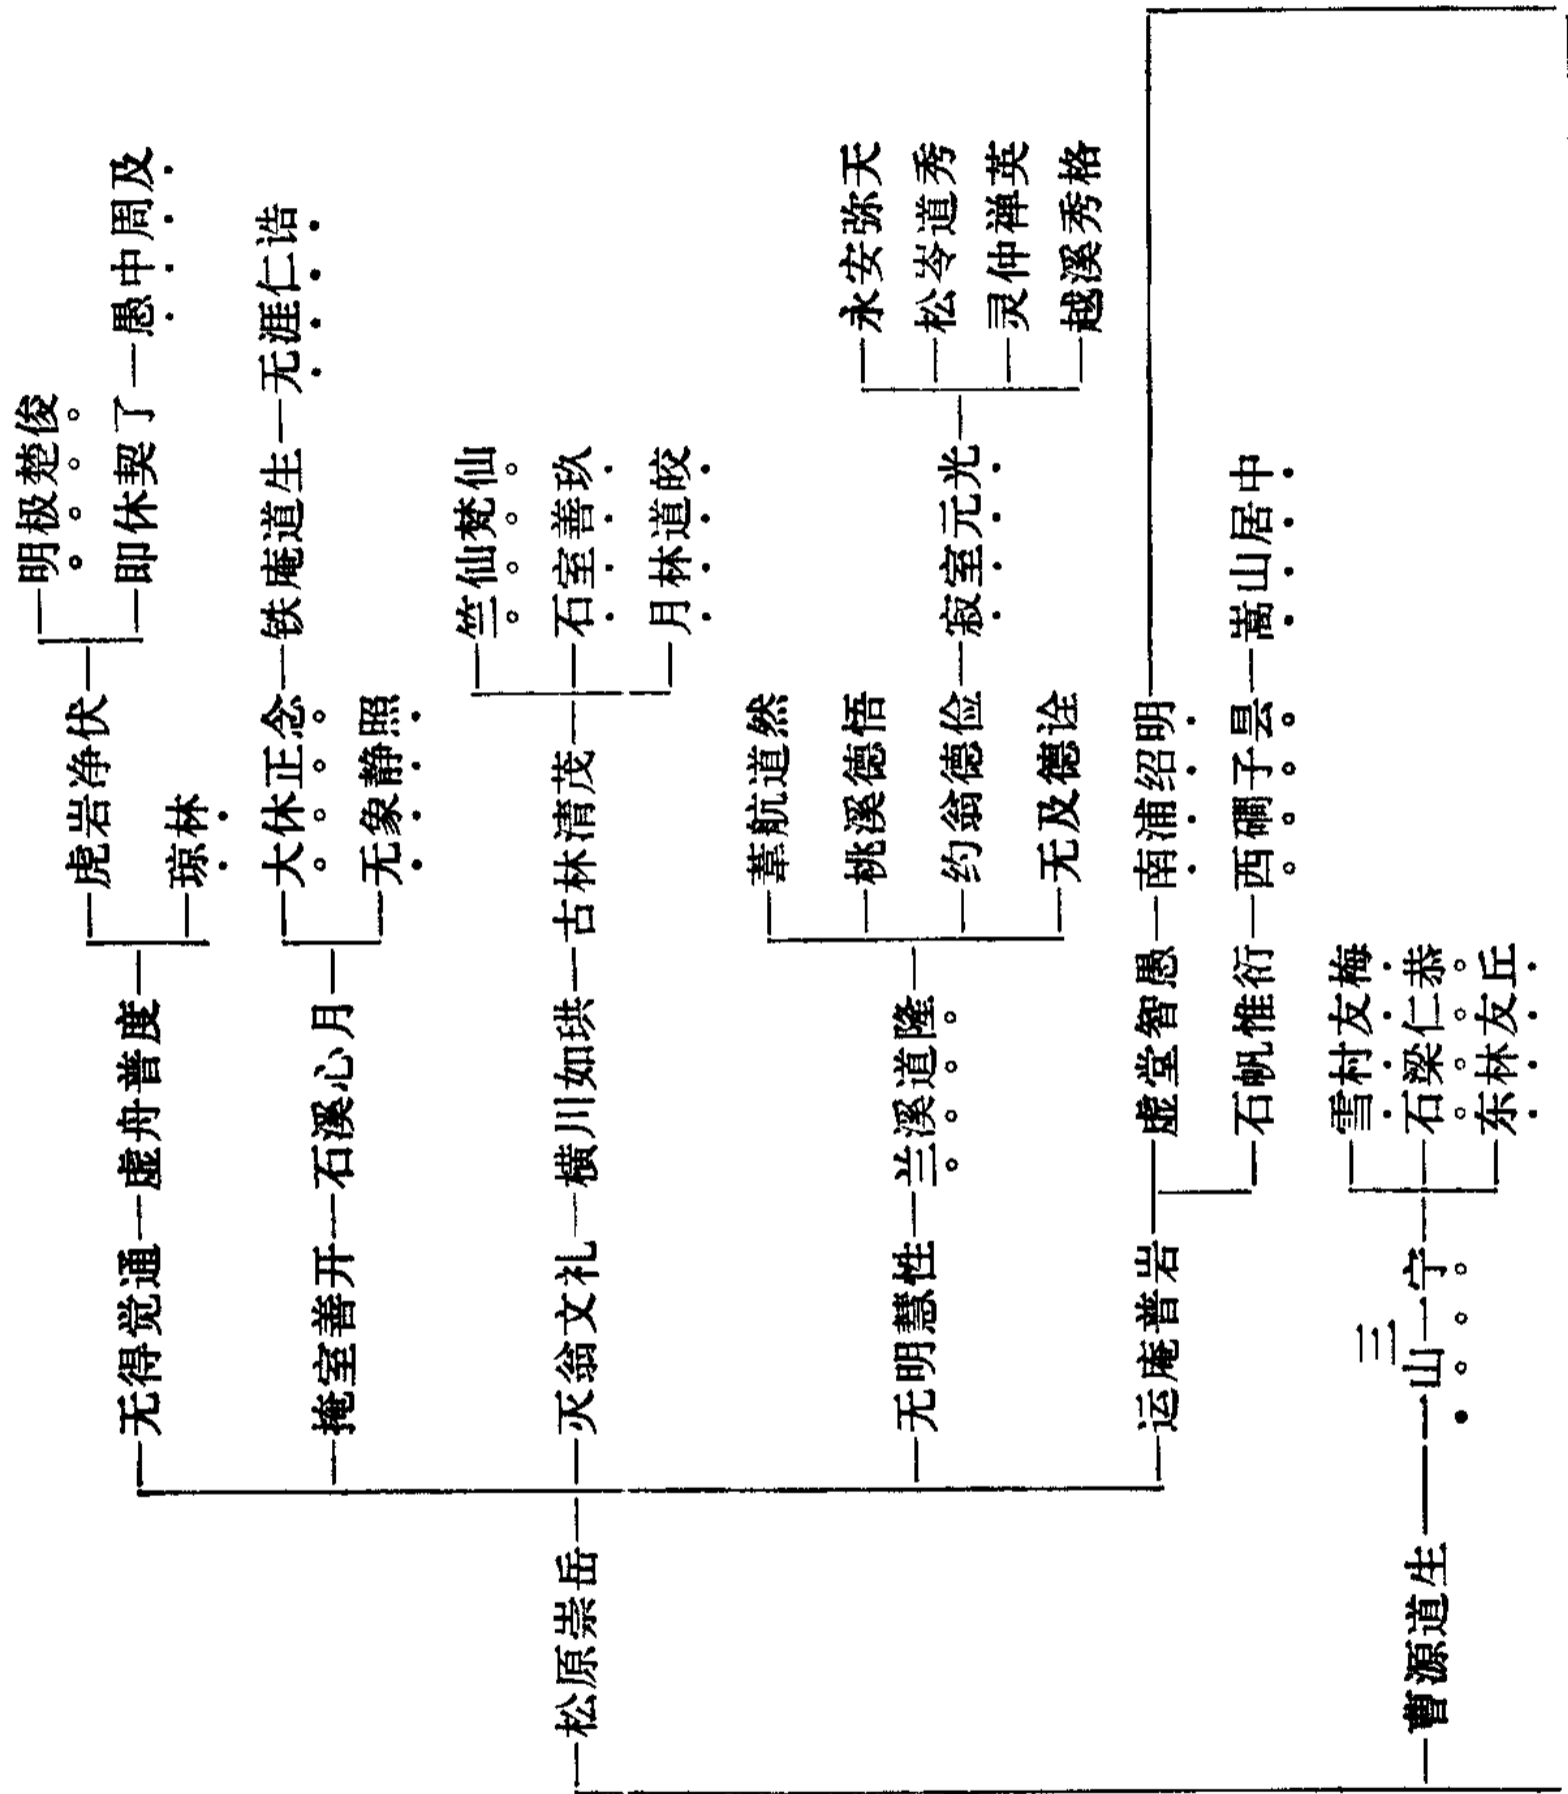 松原崇岳
无得觉通
虚舟普度
虎岩净伏
明极楚俊
即休契了
愚中周及
琼林
掩室善开
石溪心月
大休正念
铁庵道生
无涯仁诰
无象静照
灭翁文礼
横川如珙
古林清茂
竺仙梵仙
石室善玖
月林道皎
无明慧性
兰溪道隆
苇航道然
桃溪德悟
约翁德俭
寂室元光
永安弥天
松岺道秀
灵仲禅英
越溪秀格
无及德诠
运庵普岩
虚堂智愚
南浦绍明
石帆惟衍
西磵子昙
嵩山居中
曹源道生
三
一山一宁
雪村友梅
石梁仁恭
东林友丘